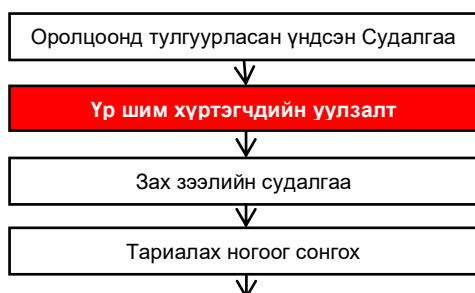 Оролцоонд тулгуурласан үндсэн Судалгаа
Үр шим хүртэгчдийн уулзалт
Зах зээлийн судалгаа
Тариалах ногоог сонгох